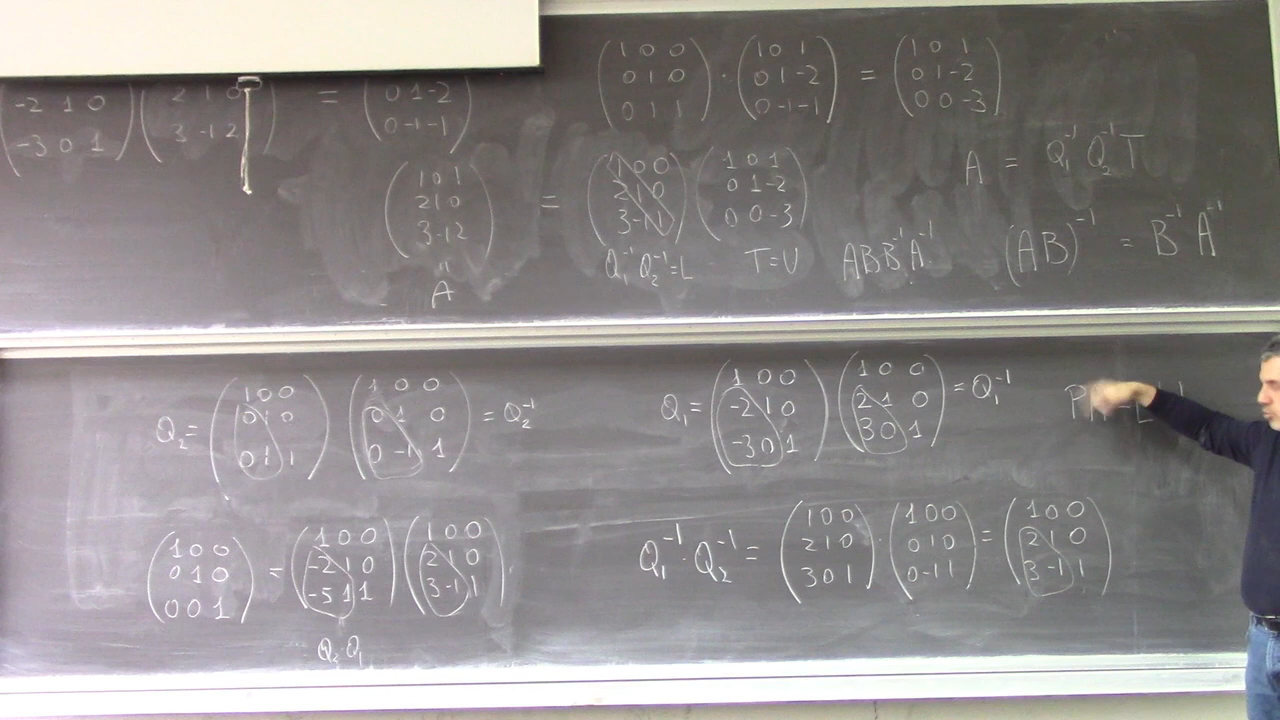 -2 1 0   2 1 0   =   0 1 -2
-3 0 1   3 -1 2   0 -1 -1
1 0 0   1 0 1   1 0 1
0 1 0 · 0 1 -2 = 0 1 -2
0 1 1   0 -1 -1   0 0 -3
1 0 1   1 0 0   1 0 1
2 1 0 = 2 1 0   0 1 -2
3 -1 2   3 -1 1   0 0 -3
A   Q₁⁻¹ Q₂⁻¹ = L   T = U   ABB⁻¹A⁻¹
A = Q₁⁻¹ Q₂⁻¹ T
(AB)⁻¹ = B⁻¹ A⁻¹
1 0 0   1 0 0
Q₂ = 0 1 0   0 1 0 = Q₂⁻¹
0 1 1   0 -1 1
1 0 0   1 0 0
Q₁ = -2 1 0   2 1 0 = Q₁⁻¹
-3 0 1   3 0 1
1 0 0   1 0 0   1 0 0
0 1 0 = -2 1 0   2 1 0
0 0 1   -5 1 1   3 -1 1
Q₂ · Q₁
1 0 0   1 0 0   1 0 0
Q₁⁻¹ · Q₂⁻¹ = 2 1 0 · 0 1 0 = 2 1 0
3 0 1   0 -1 1   3 -1 1